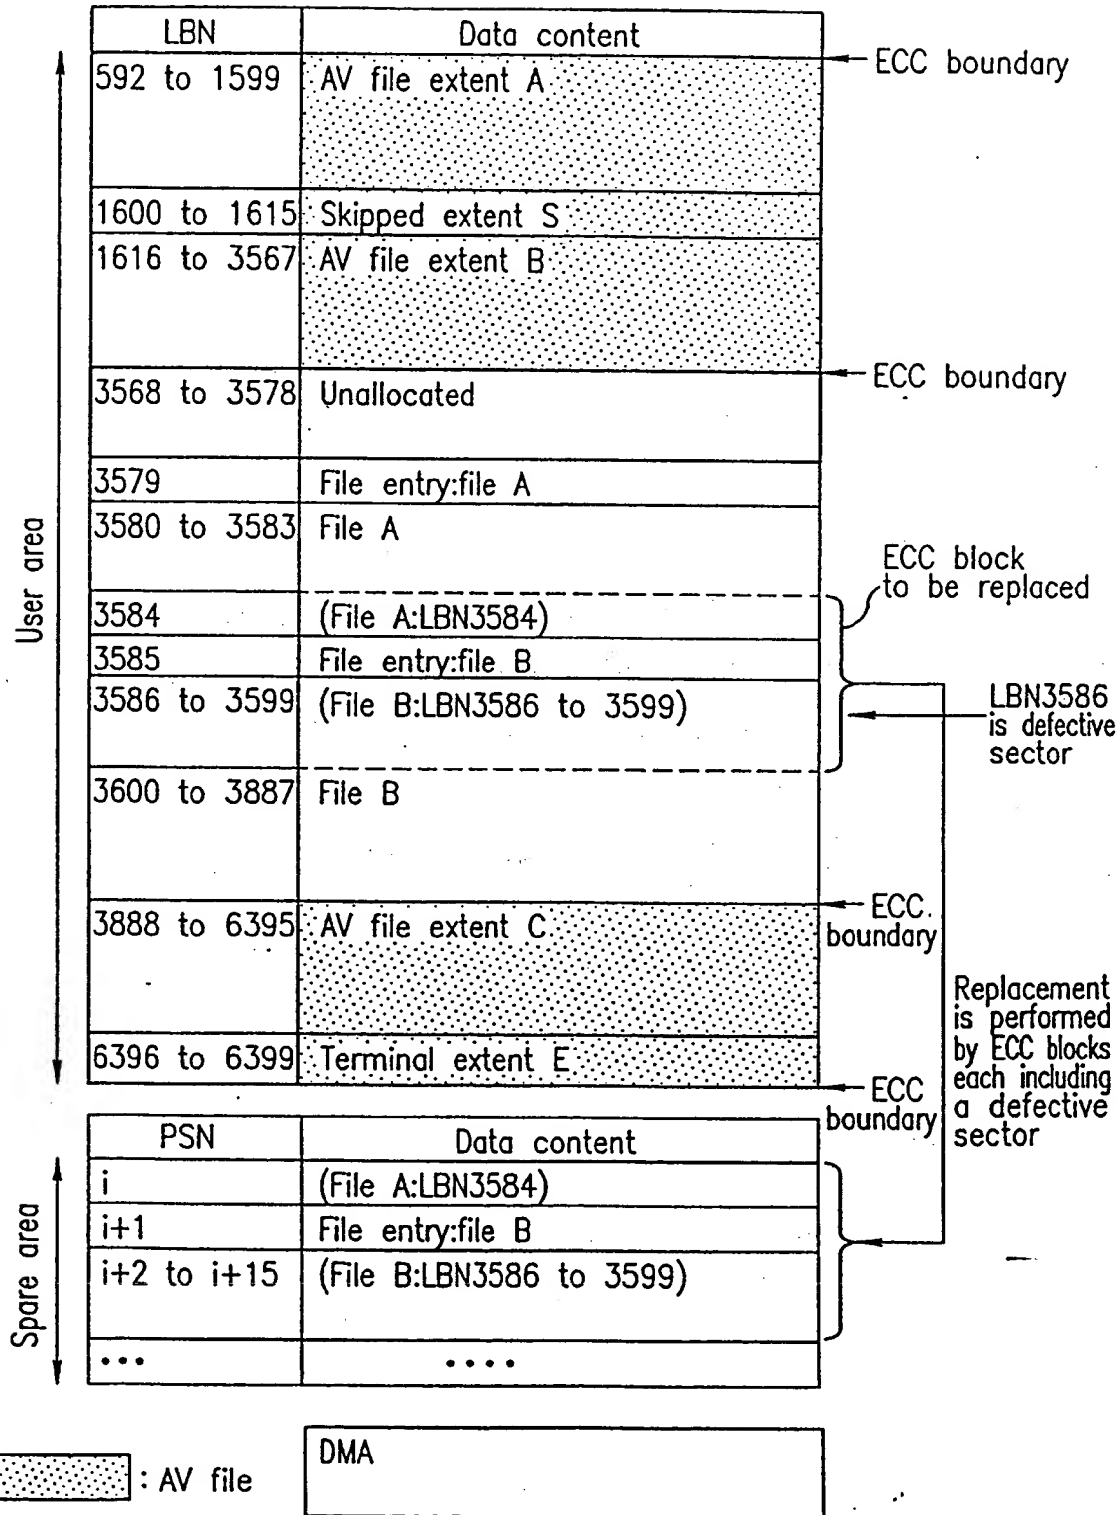 LBN Data content
592 to 1599 AV file extent A
ECC boundary
1600 to 1615 Skipped extent S
1616 to 3567 AV file extent B
ECC boundary
3568 to 3578 Unallocated
3579 File entry:file A
3580 to 3583 File A
ECC block
to be replaced
3584 (File A:LBN3584)
3585 File entry:file B
3586 to 3599 (File B:LBN3586 to 3599)
LBN3586
is defective
sector
3600 to 3887 File B
3888 to 6395 AV file extent C
ECC
boundary
6396 to 6399 Terminal extent E
ECC
boundary
User area
Replacement
is performed
by ECC blocks
each including
a defective
sector
PSN Data content
i (File A:LBN3584)
i+1 File entry:file B
i+2 to i+15 (File B:LBN3586 to 3599)
••• ••••
Spare area
: AV file
DMA